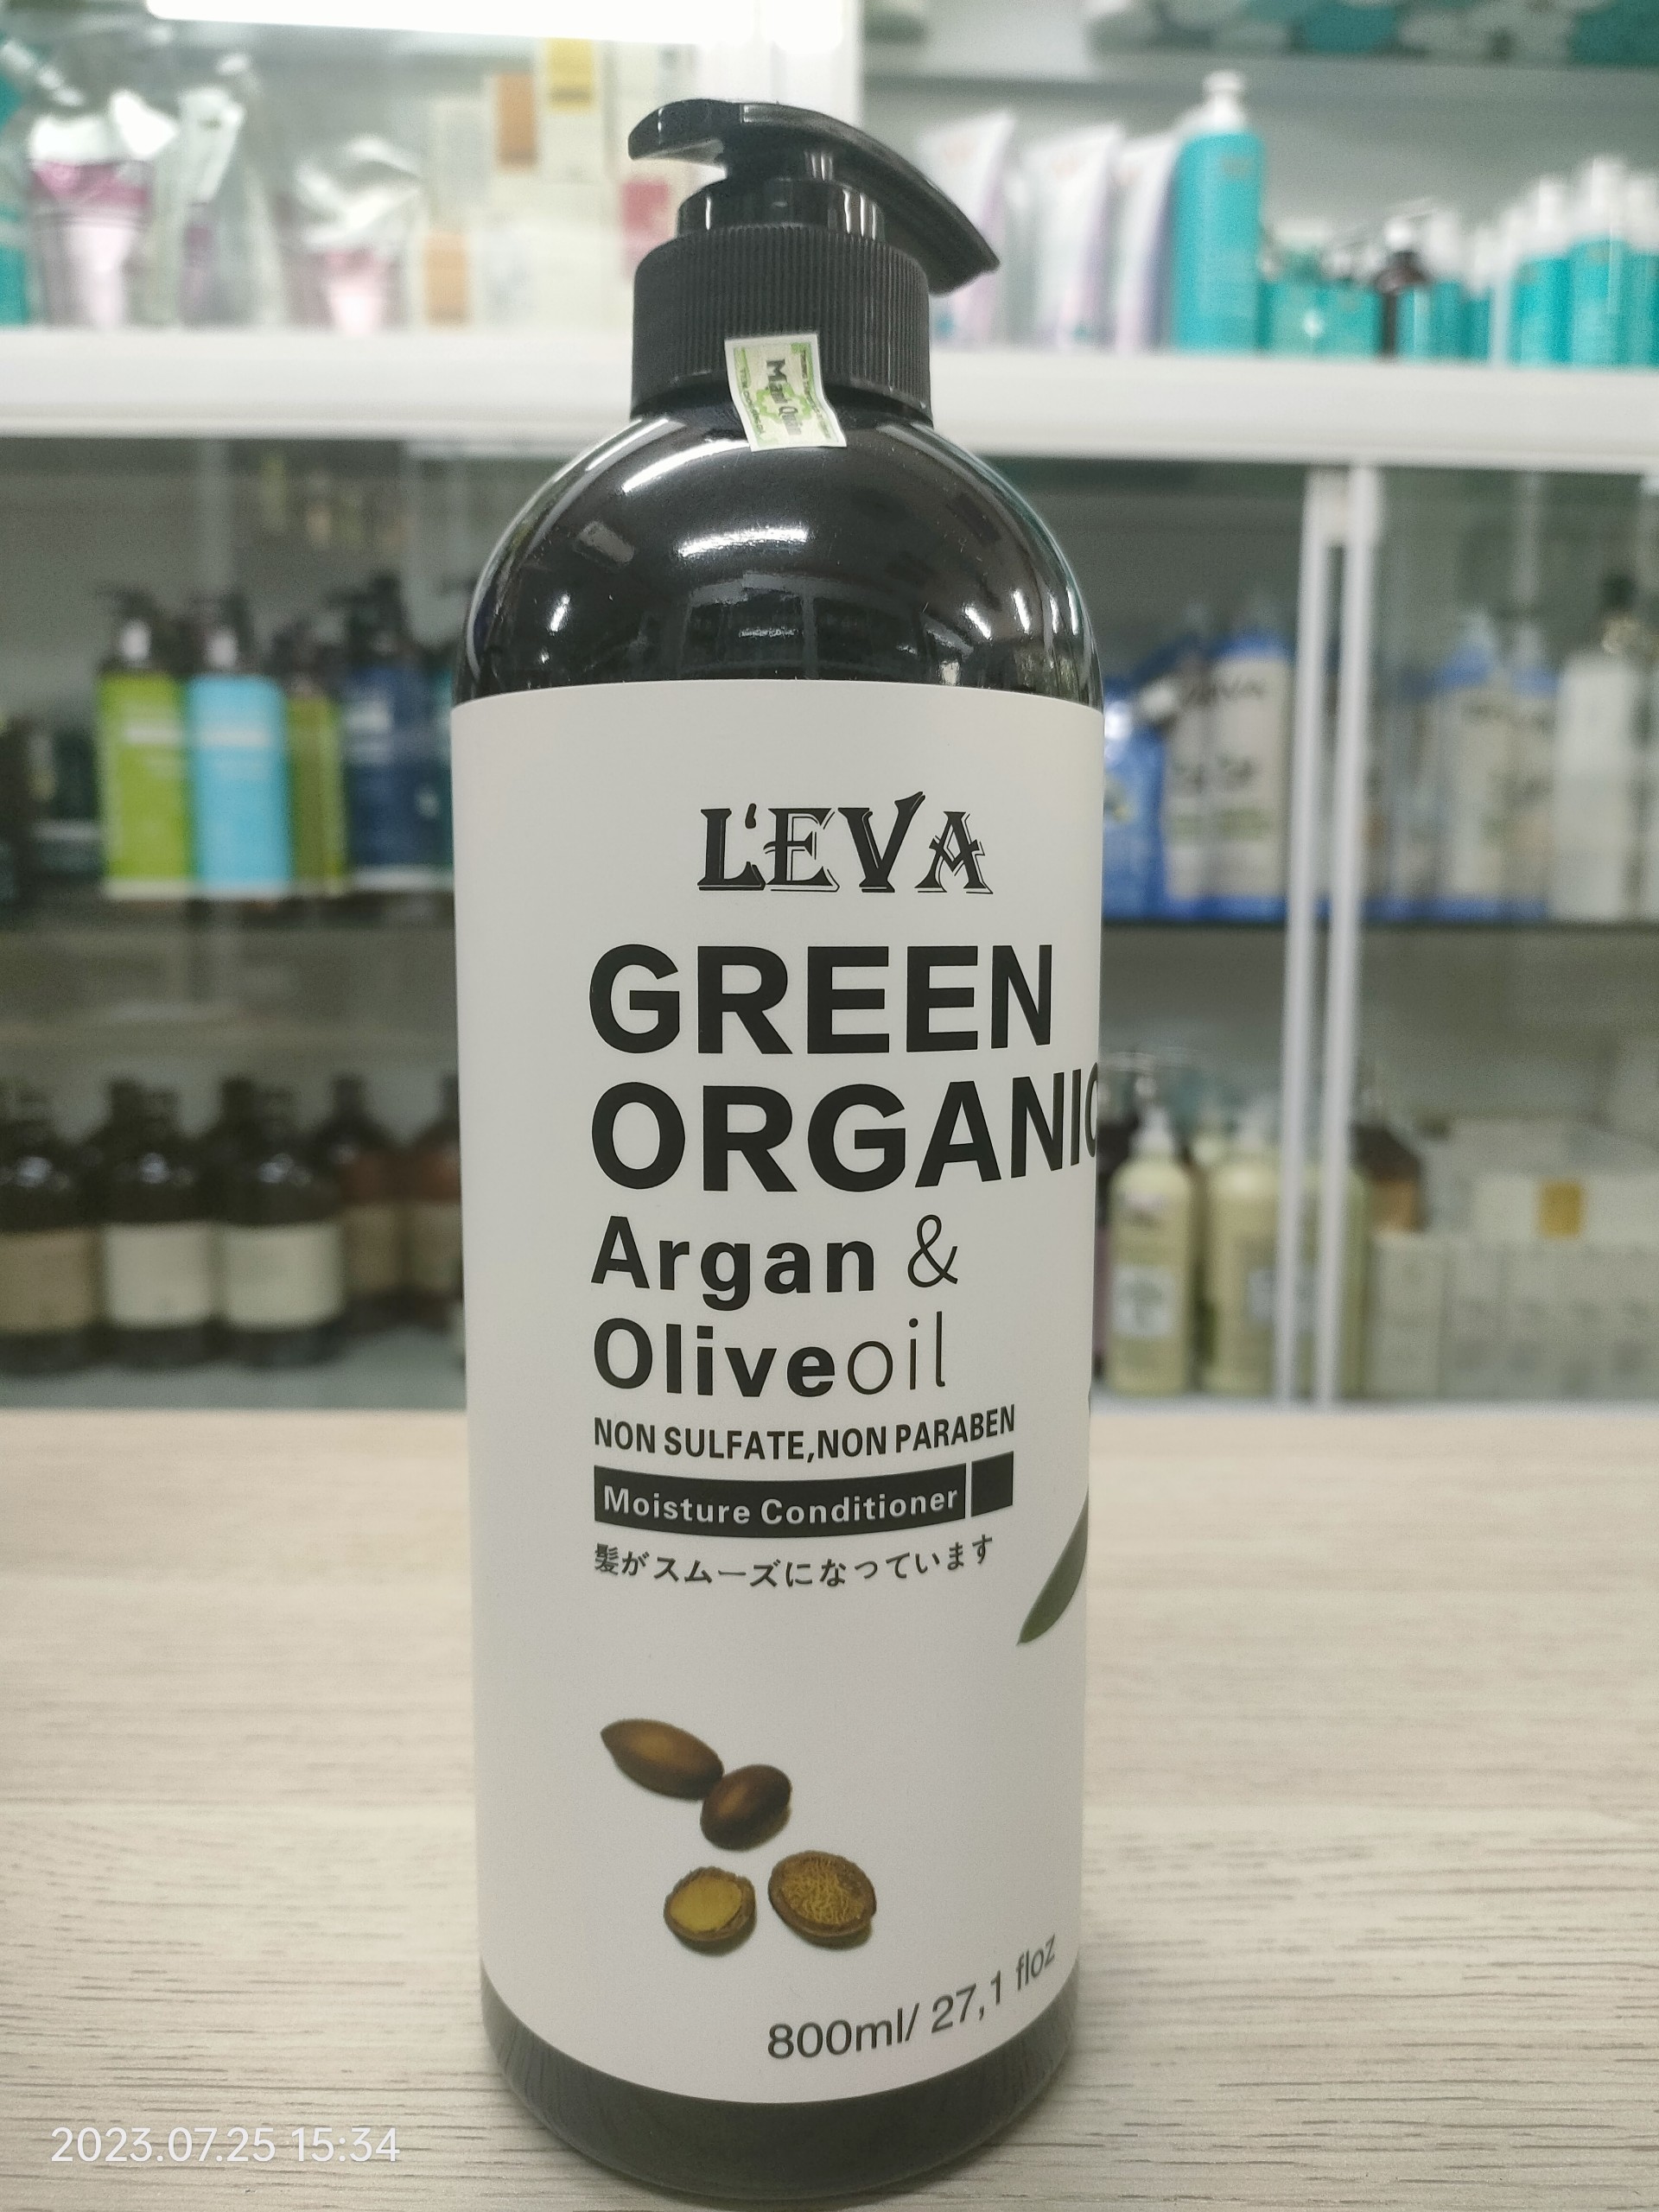 L'EVA
GREEN
ORGANIC
Argan &
Oliveoil
NON SULFATE,NON PARABEN
Moisture Conditioner
髪がスムーズになっています
800ml/ 27,1 floz
2023.07.25 15:34